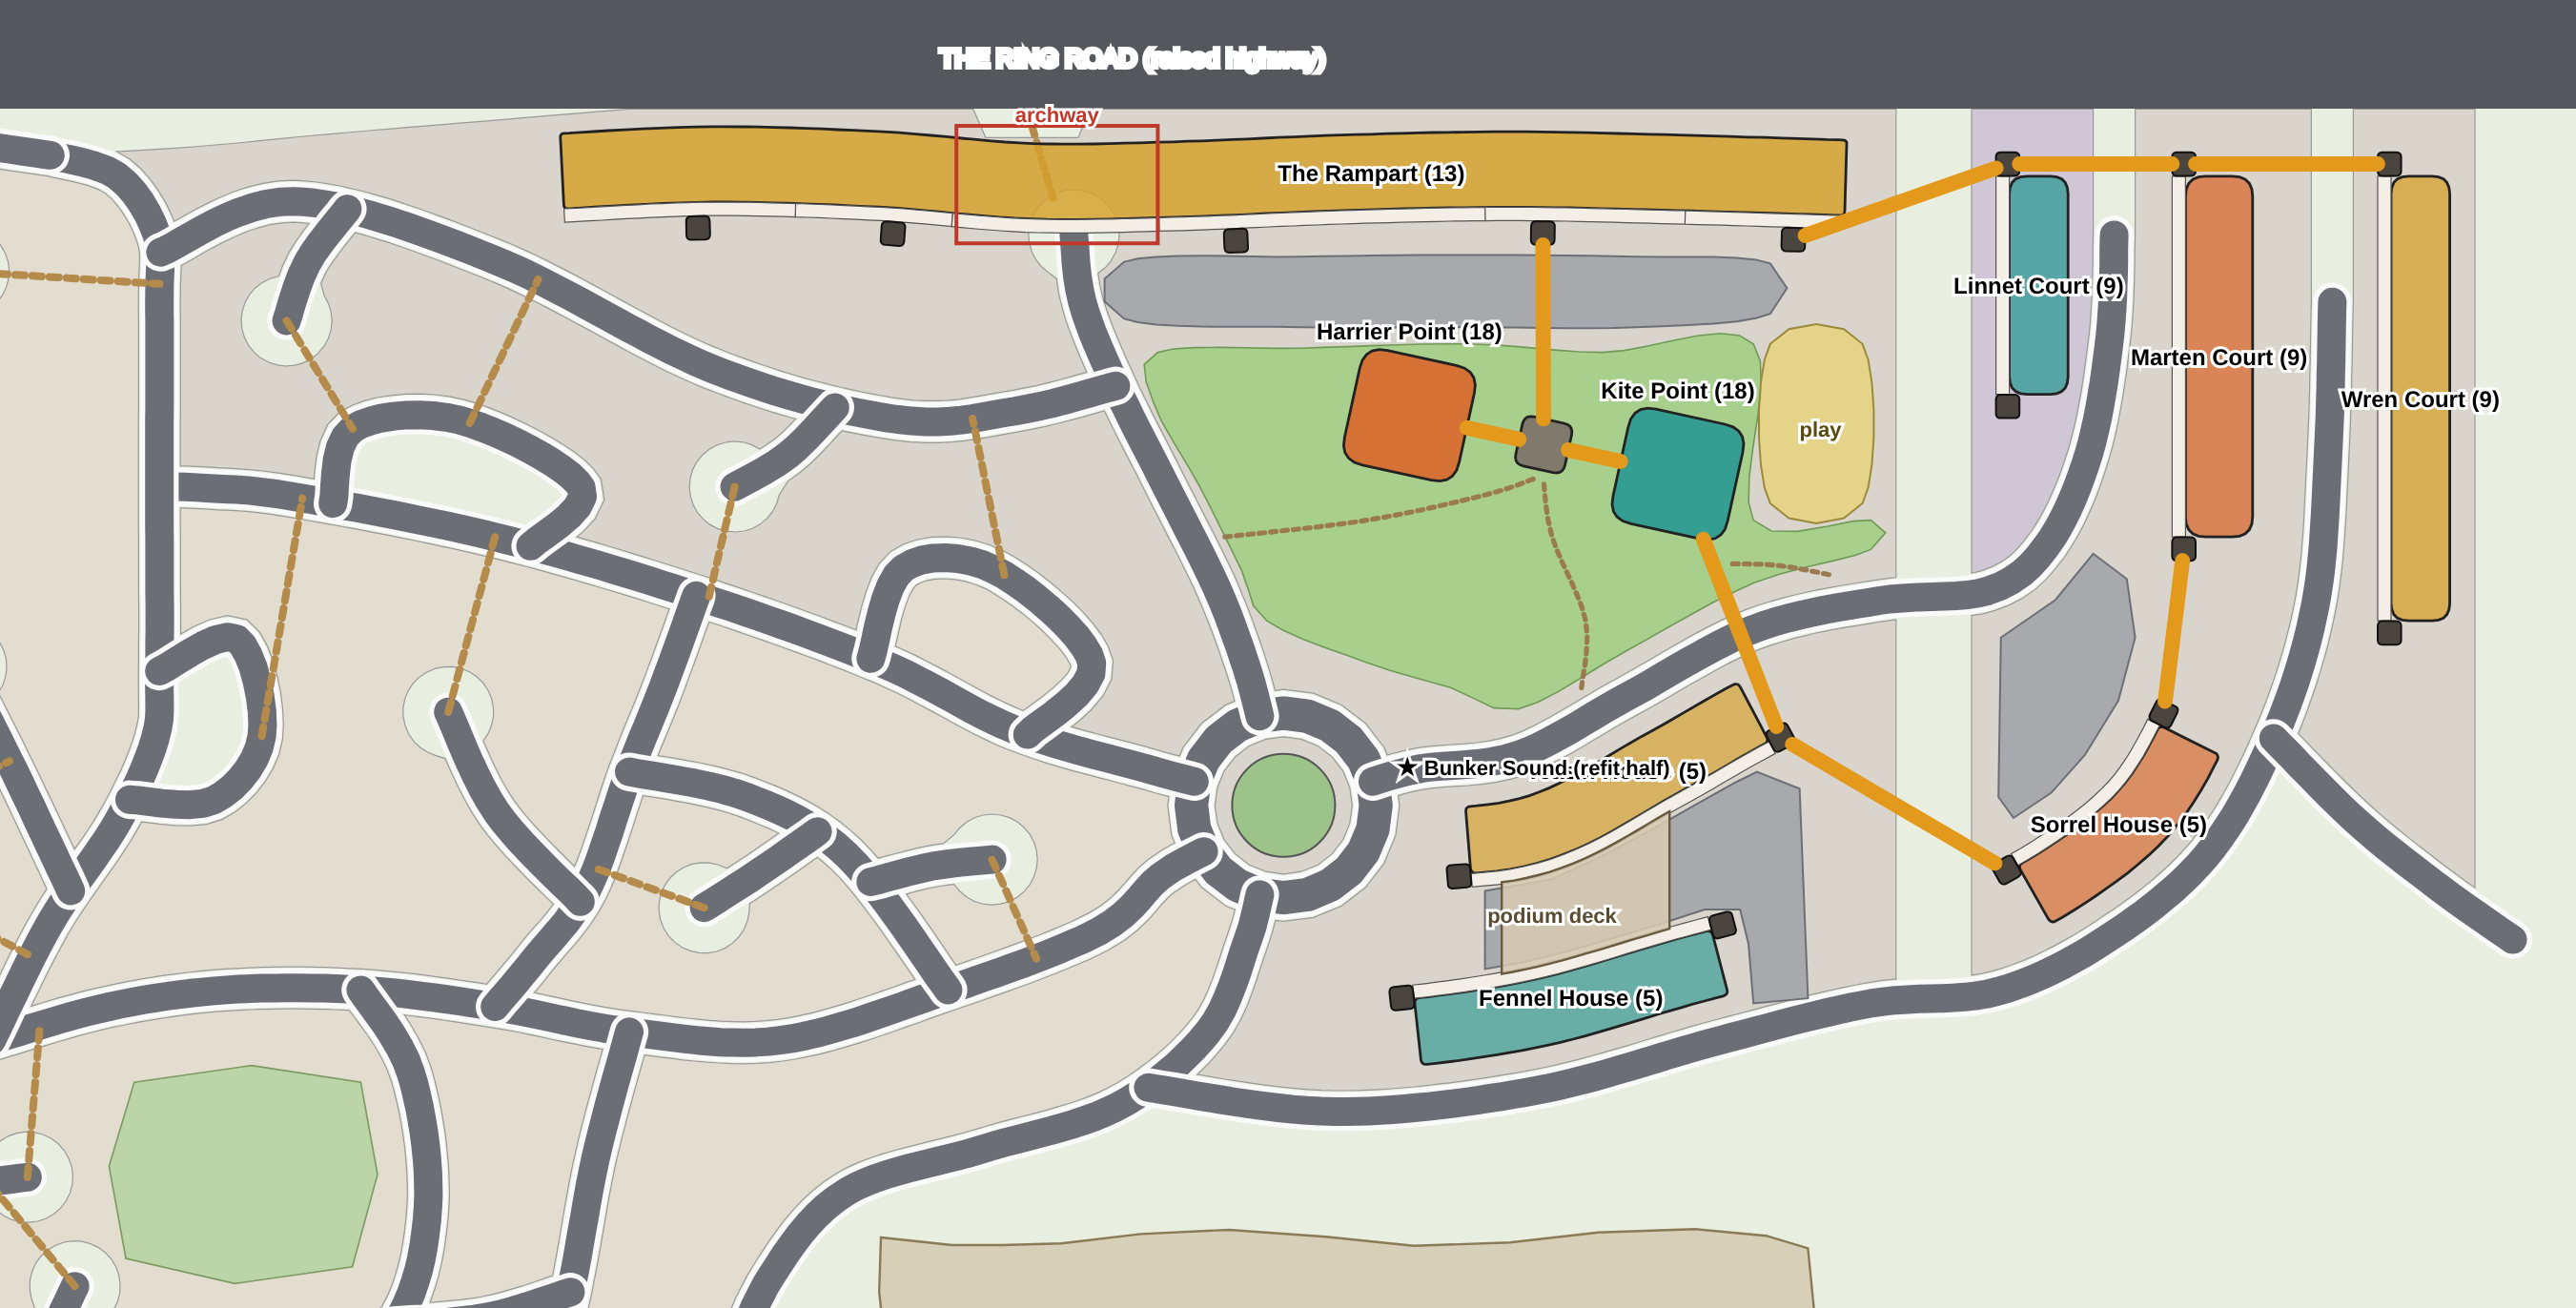 THE RING ROAD (raised highway)
archway
The Rampart (13)
Linnet Court (9)
Harrier Point (18)
Marten Court (9)
Kite Point (18)
Wren Court (9)
play
Bunker Sound (refit half)
(5)
Sorrel House (5)
podium deck
Fennel House (5)